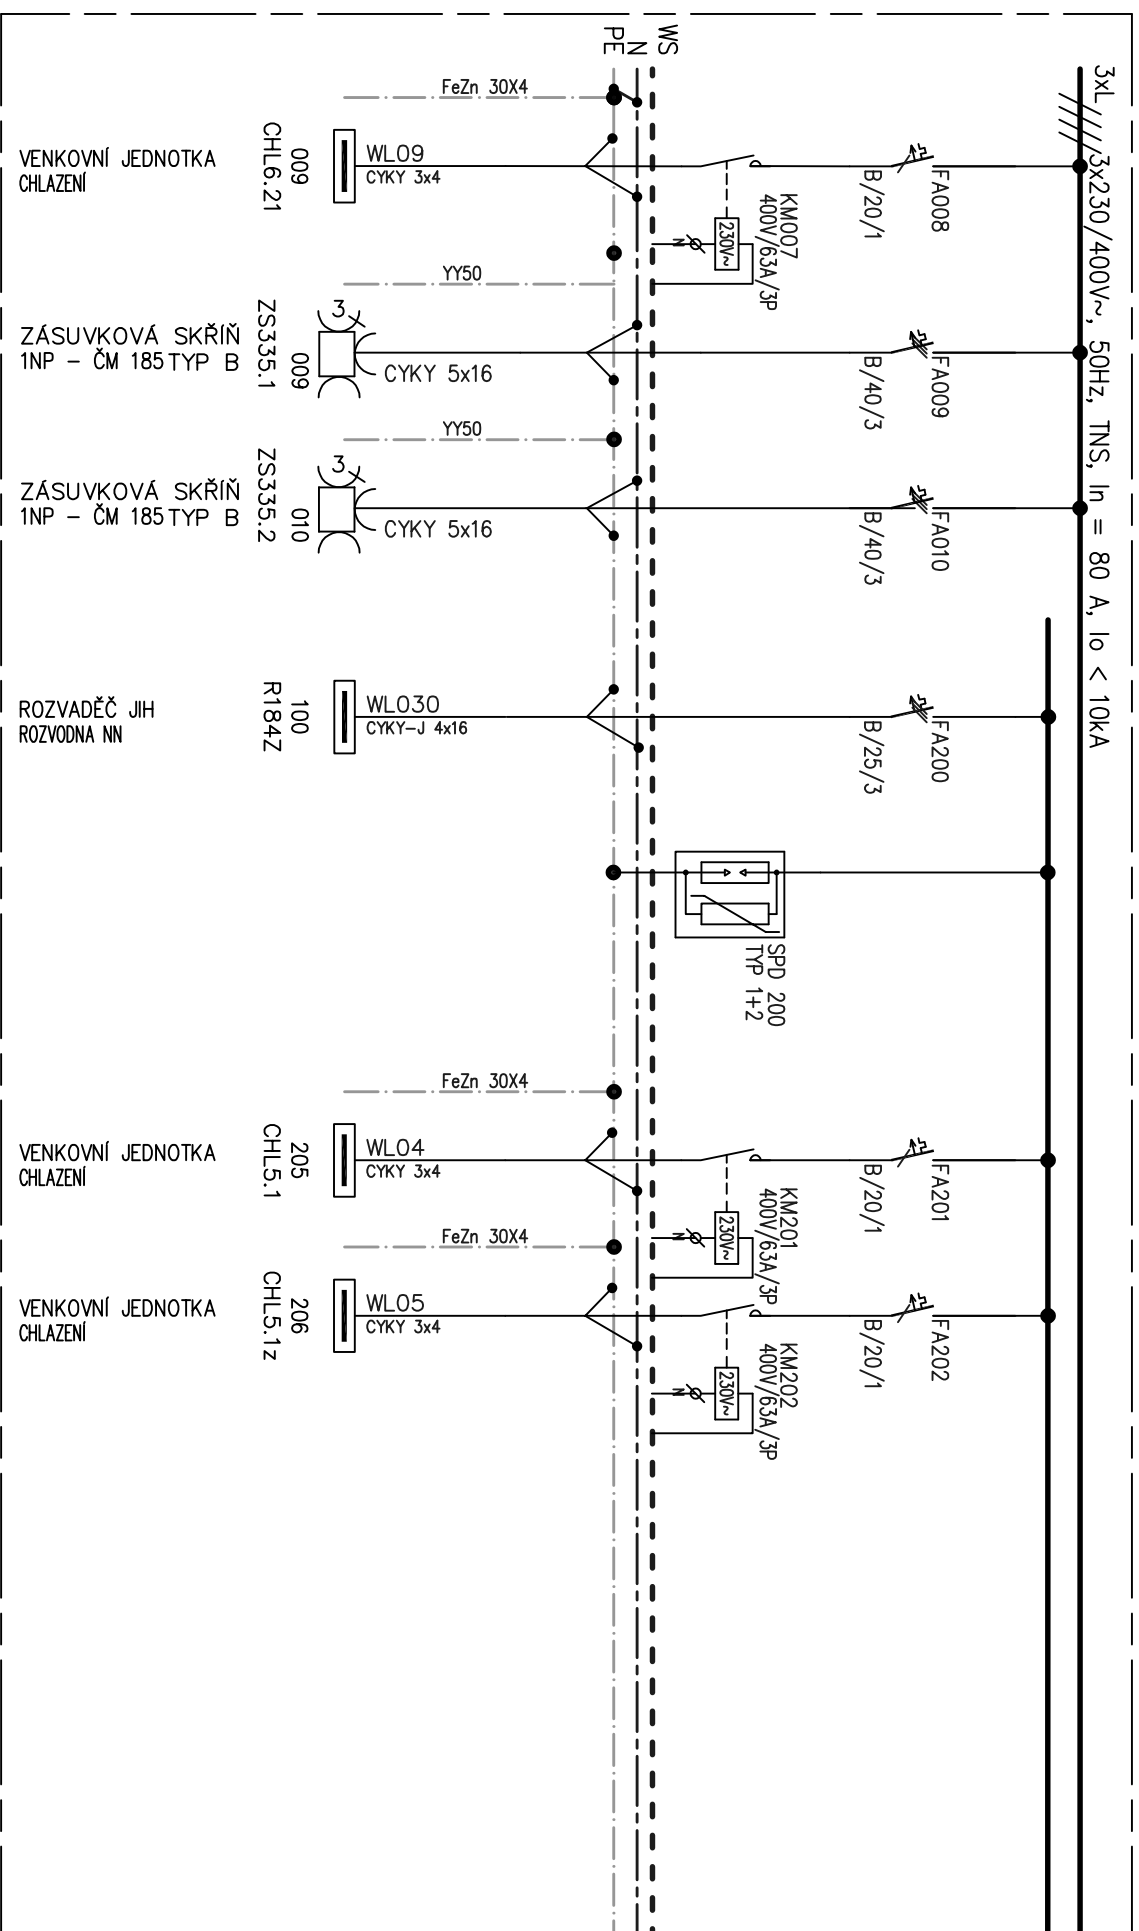 3xL
3x230/400V~, 50Hz, TNS, In = 80 A, Io < 10kA
WS
N
PE
FeZn 30X4
VENKOVNÍ JEDNOTKA
CHLAZENÍ
009
CHL6.21
WL09
CYKY 3x4
KM007
400V/63A/3P
230V~
N
FA008
B/20/1
YY50
ZÁSUVKOVÁ SKŘÍŇ
1NP – ČM 185 TYP B
009
ZS335.1
3
CYKY 5x16
FA009
B/40/3
YY50
ZÁSUVKOVÁ SKŘÍŇ
1NP – ČM 185 TYP B
010
ZS335.2
3
CYKY 5x16
FA010
B/40/3
ROZVADĚČ JIH
ROZVODNA NN
100
R184Z
WL030
CYKY–J 4x16
FA200
B/25/3
SPD 200
TYP 1+2
FeZn 30X4
VENKOVNÍ JEDNOTKA
CHLAZENÍ
205
CHL5.1
WL04
CYKY 3x4
KM201
400V/63A/3P
230V~
N
FA201
B/20/1
FeZn 30X4
VENKOVNÍ JEDNOTKA
CHLAZENÍ
206
CHL5.1z
WL05
CYKY 3x4
KM202
400V/63A/3P
230V~
N
FA202
B/20/1